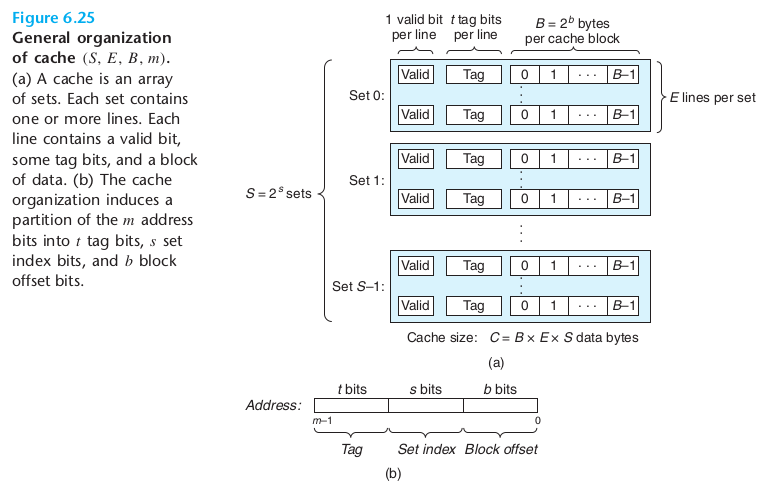 Figure 6.25
General organization
of cache (S, E, B, m).
(a) A cache is an array
of sets. Each set contains
one or more lines. Each
line contains a valid bit,
some tag bits, and a block
of data. (b) The cache
organization induces a
partition of the m address
bits into t tag bits, s set
index bits, and b block
offset bits.
1 valid bit
per line
t tag bits
per line
B = 2^b bytes
per cache block
Set 0:
Valid Tag 0 1 · · · B–1
Valid Tag 0 1 · · · B–1
E lines per set
S = 2^s sets
Set 1:
Valid Tag 0 1 · · · B–1
Valid Tag 0 1 · · · B–1
Set S–1:
Valid Tag 0 1 · · · B–1
Valid Tag 0 1 · · · B–1
Cache size: C = B × E × S data bytes
(a)
t bits s bits b bits
Address:
m–1 0
Tag Set index Block offset
(b)